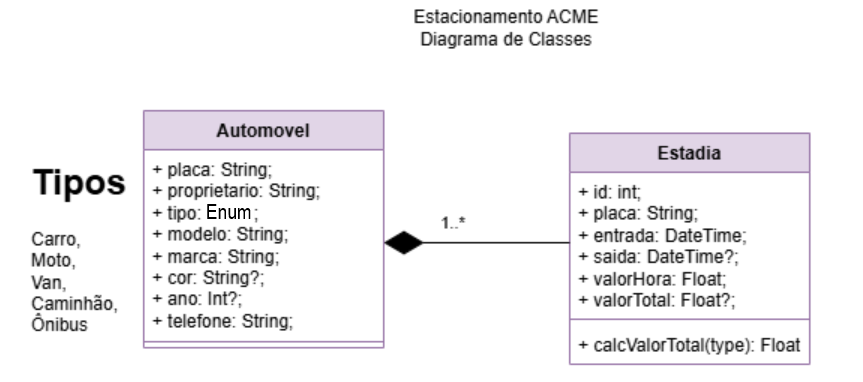 Estacionamento ACME
Diagrama de Classes
Tipos
Carro,
Moto,
Van,
Caminhão,
Ônibus
Automovel
+ placa: String;
+ proprietario: String;
+ tipo: Enum;
+ modelo: String;
+ marca: String;
+ cor: String?;
+ ano: Int?;
+ telefone: String;
1..*
Estadia
+ id: int;
+ placa: String;
+ entrada: DateTime;
+ saida: DateTime?;
+ valorHora: Float;
+ valorTotal: Float?;
+ calcValorTotal(type): Float